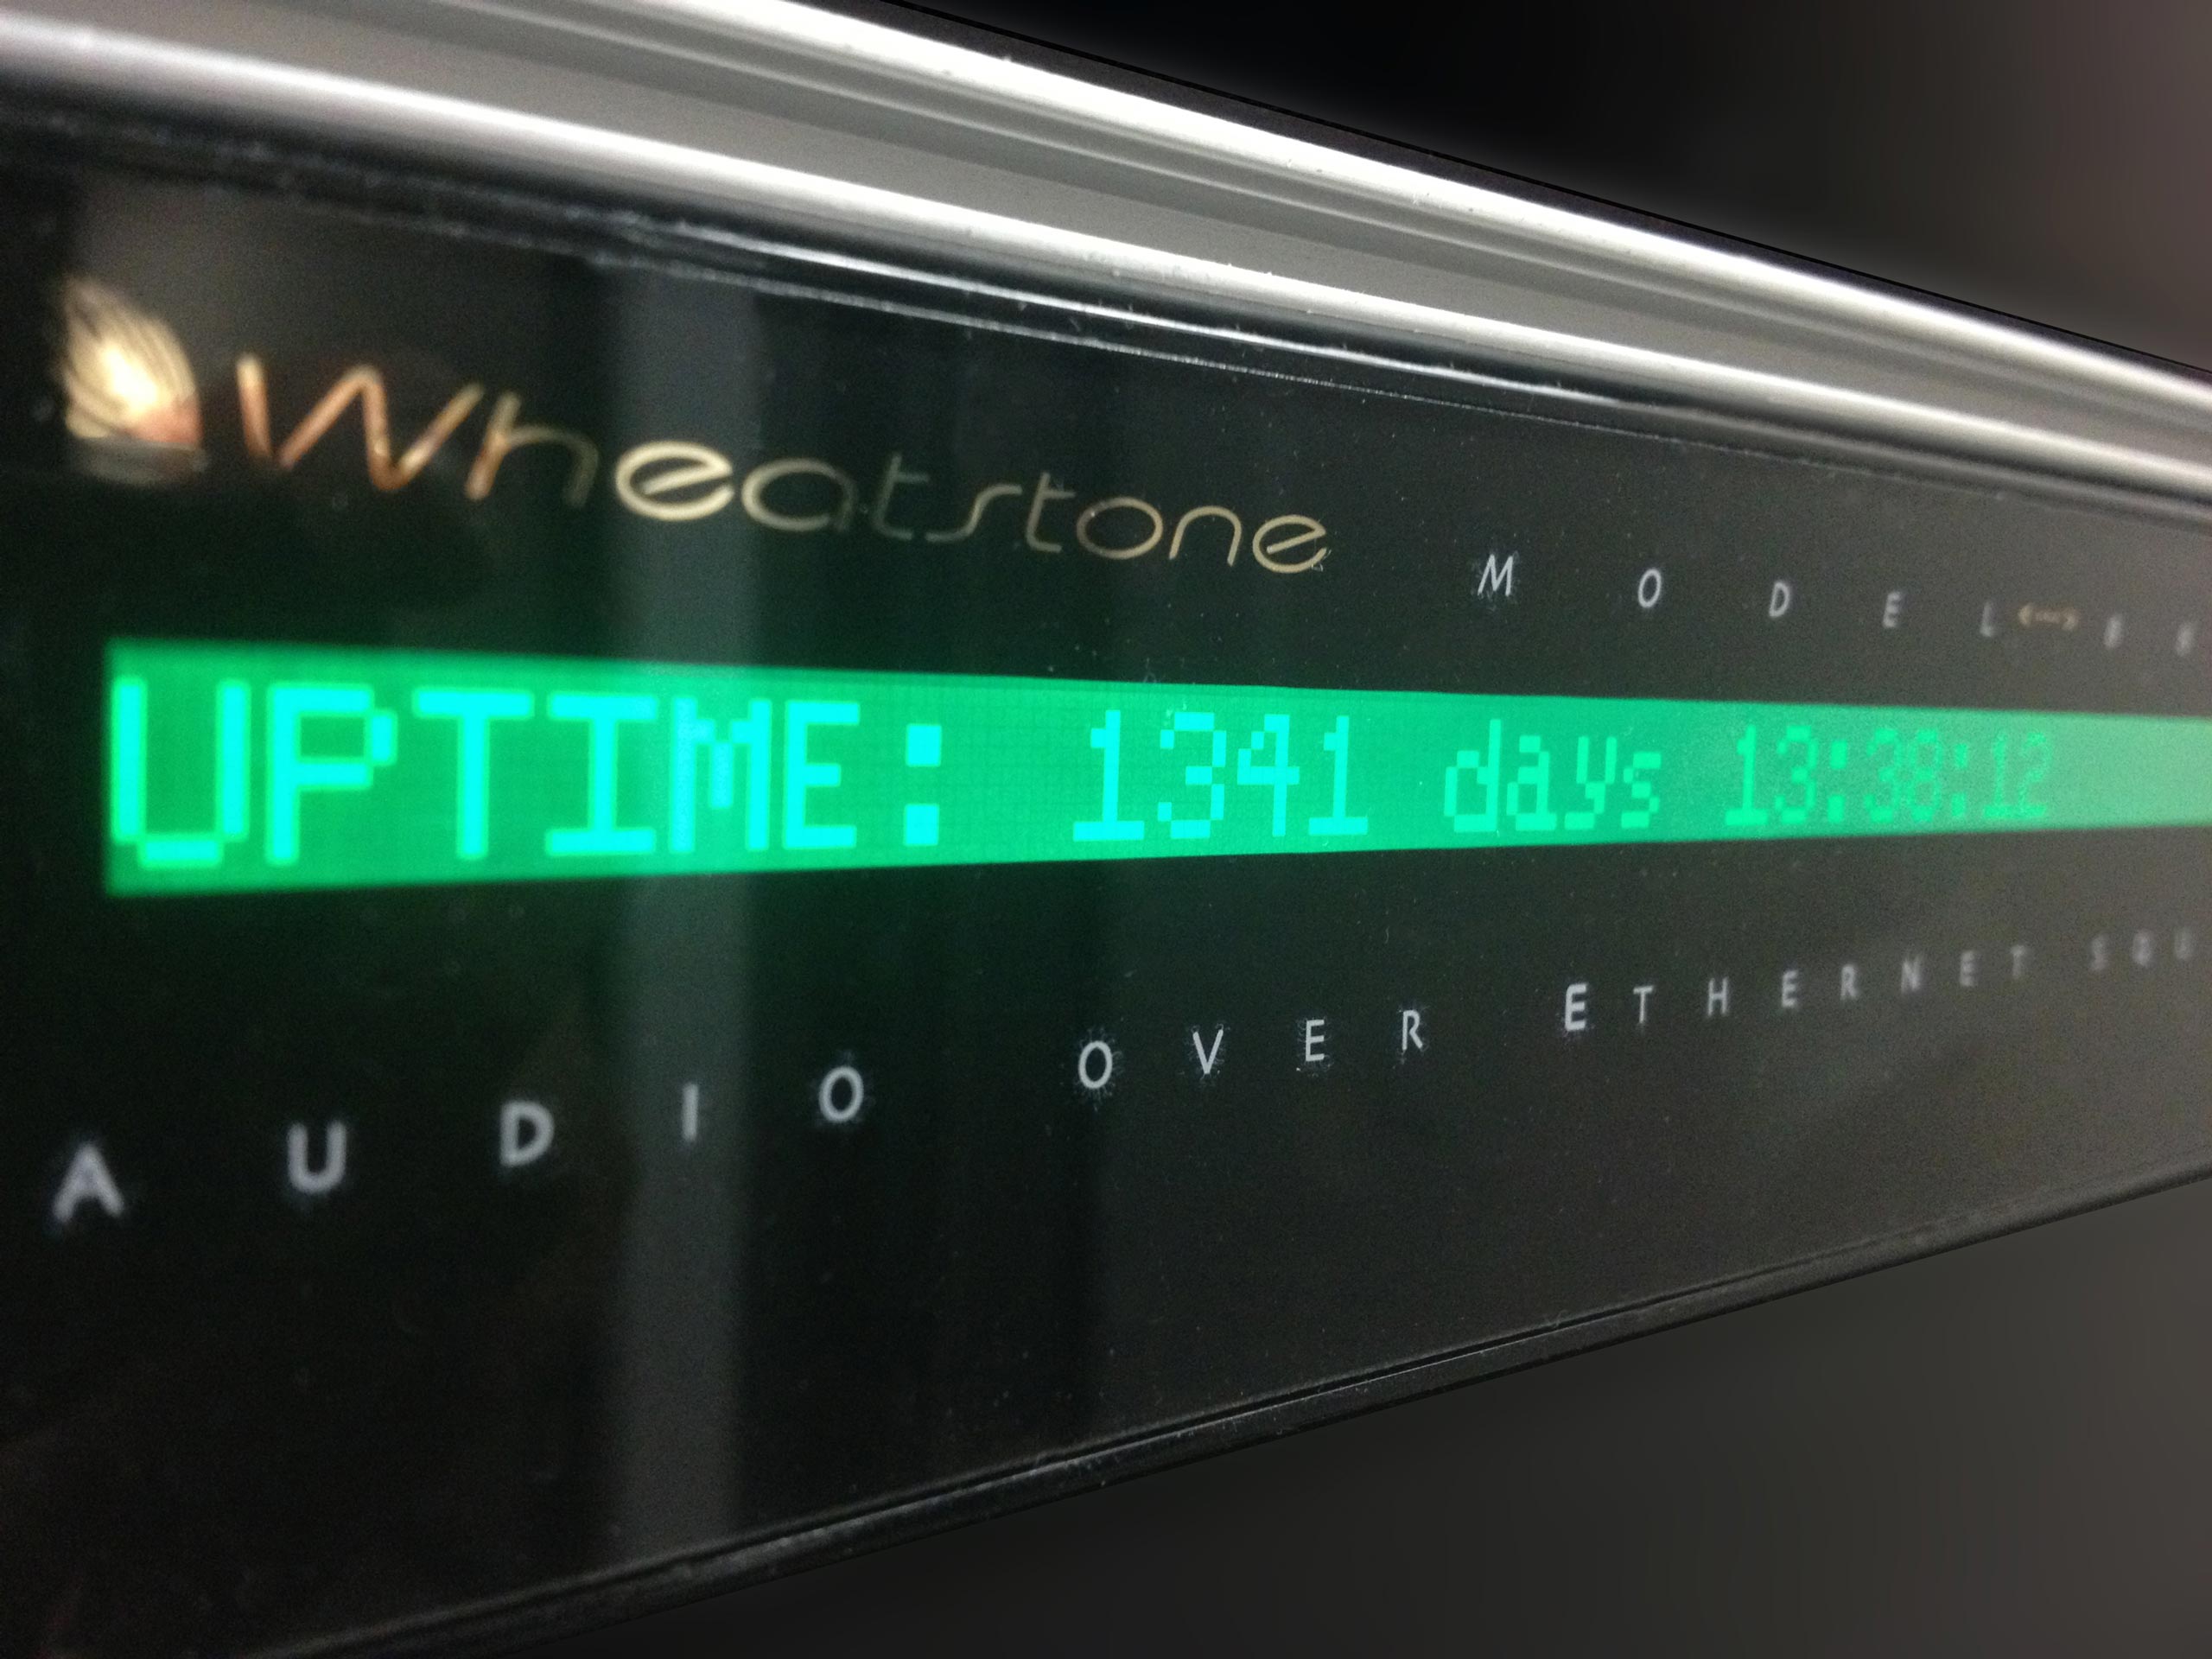 Wheatstone
MODEL
UPTIME: 1341 days 13:38:12
AUDIO OVER ETHERNET